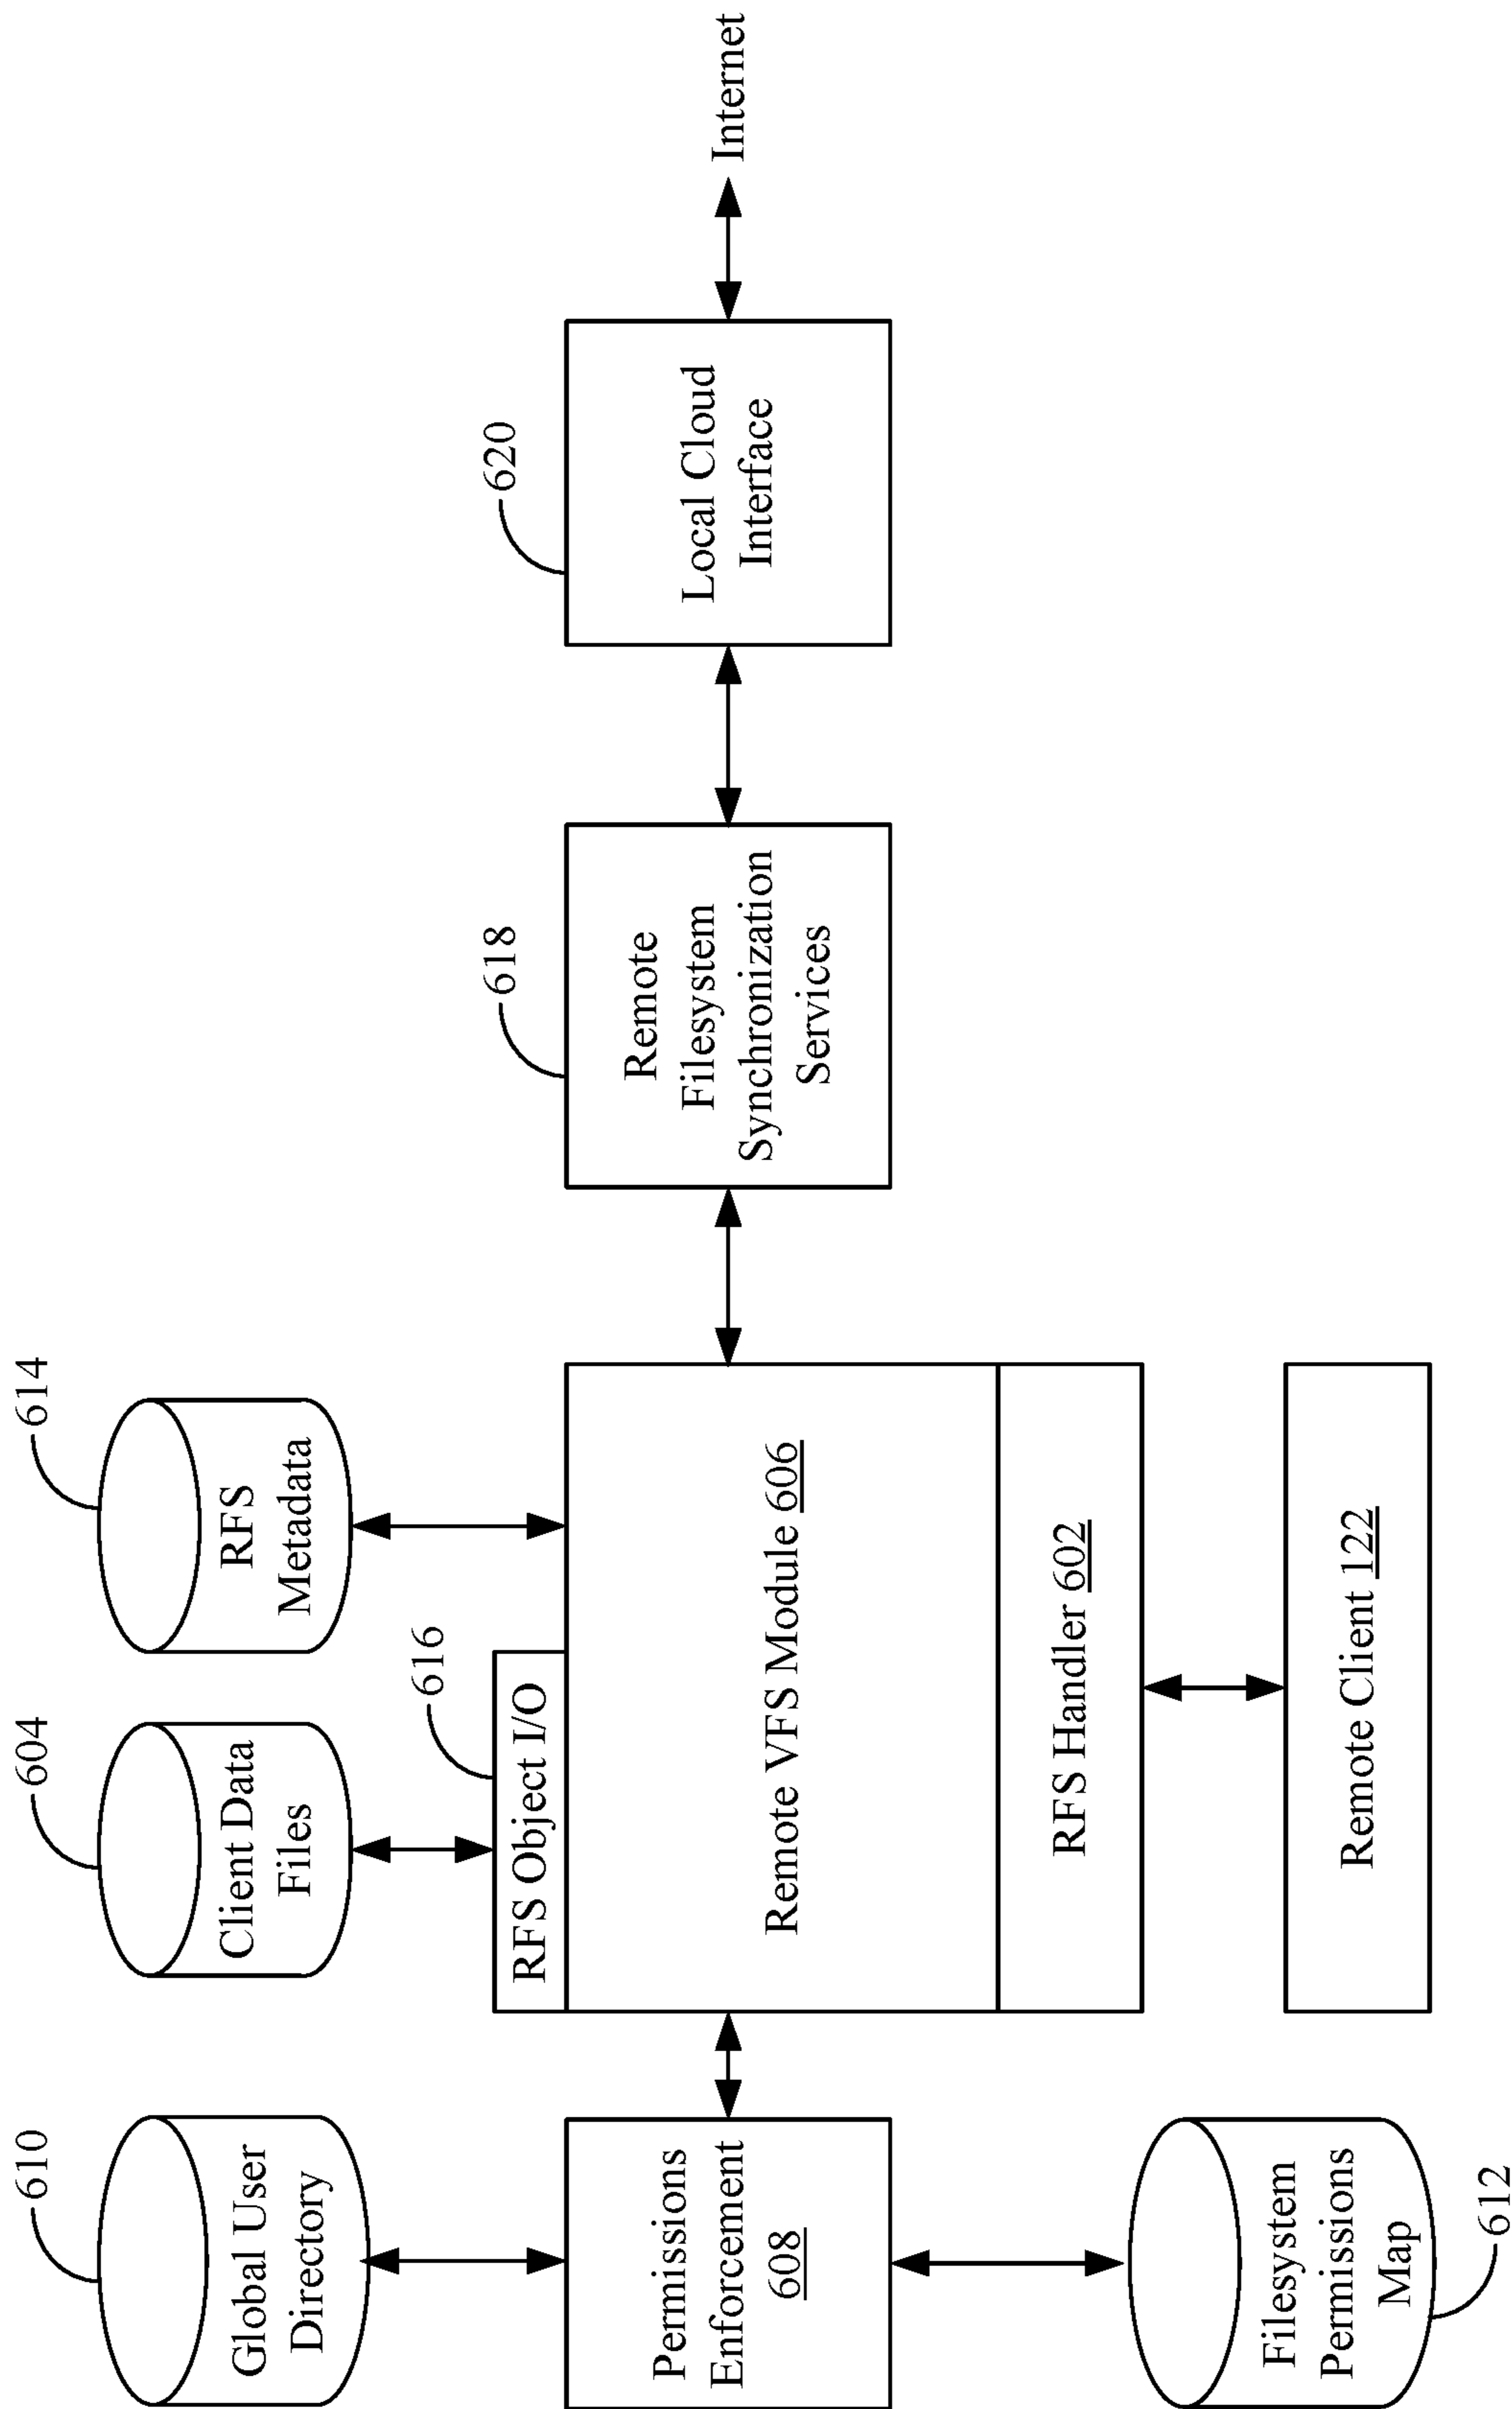 610
Global User
Directory
604
Client Data
Files
614
RFS
Metadata
616
RFS Object I/O
Permissions
Enforcement
608
Remote VFS Module 606
RFS Handler 602
Remote Client 122
Filesystem
Permissions
Map
612
618
Remote
Filesystem
Synchronization
Services
620
Local Cloud
Interface
Internet